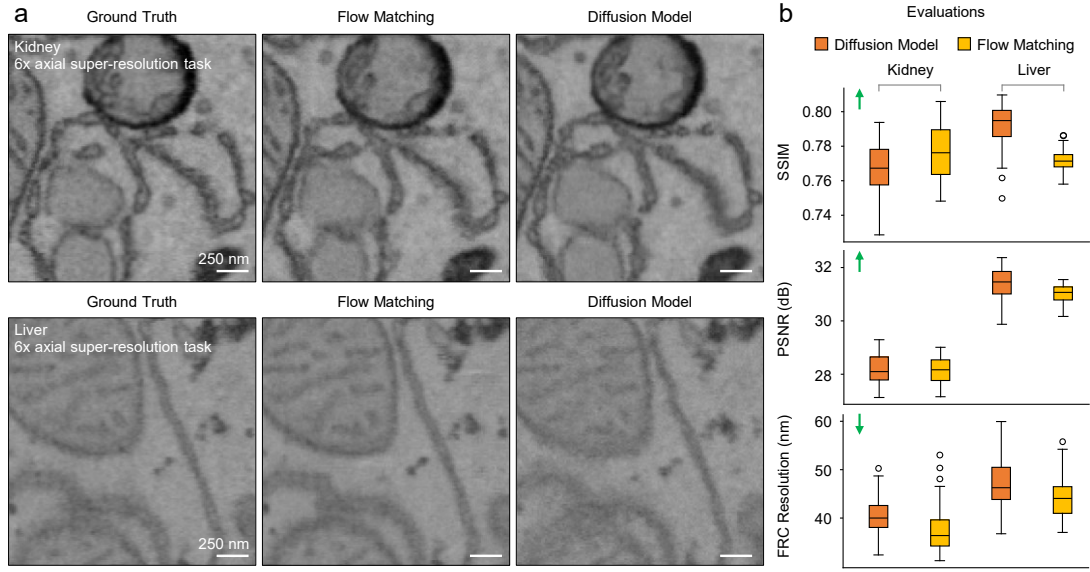 a
Ground Truth
Flow Matching
Diffusion Model
Kidney
6x axial super-resolution task
250 nm
Ground Truth
Flow Matching
Diffusion Model
Liver
6x axial super-resolution task
250 nm
b
Evaluations
Diffusion Model
Flow Matching
Kidney
Liver
SSIM
0.80
0.78
0.76
0.74
PSNR (dB)
32
30
28
FRC Resolution (nm)
60
50
40